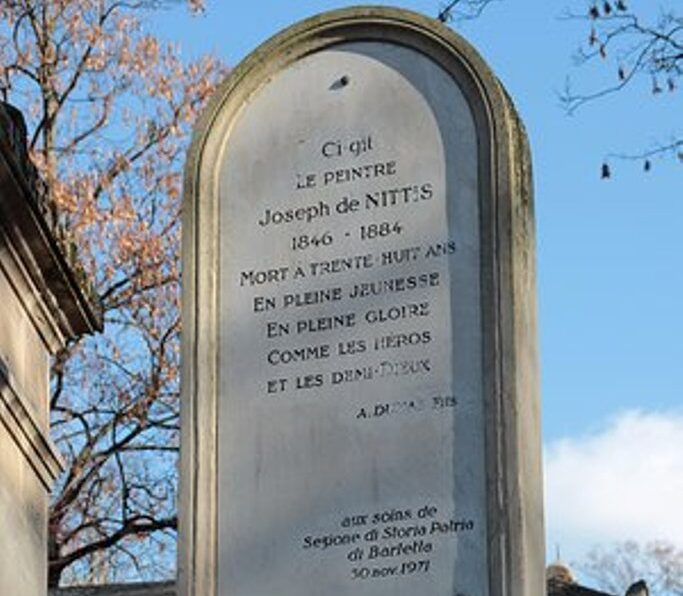 Ci-gît
LE PEINTRE
Joseph de NITTIS
1846 - 1884
MORT A TRENTE-HUIT ANS
EN PLEINE JEUNESSE
EN PLEINE GLOIRE
COMME LES HÉROS
ET LES DEMI-DIEUX
A. DUMAS FILS
aux soins de
Sezione di Storia Patria
di Barletta
30 nov. 1971